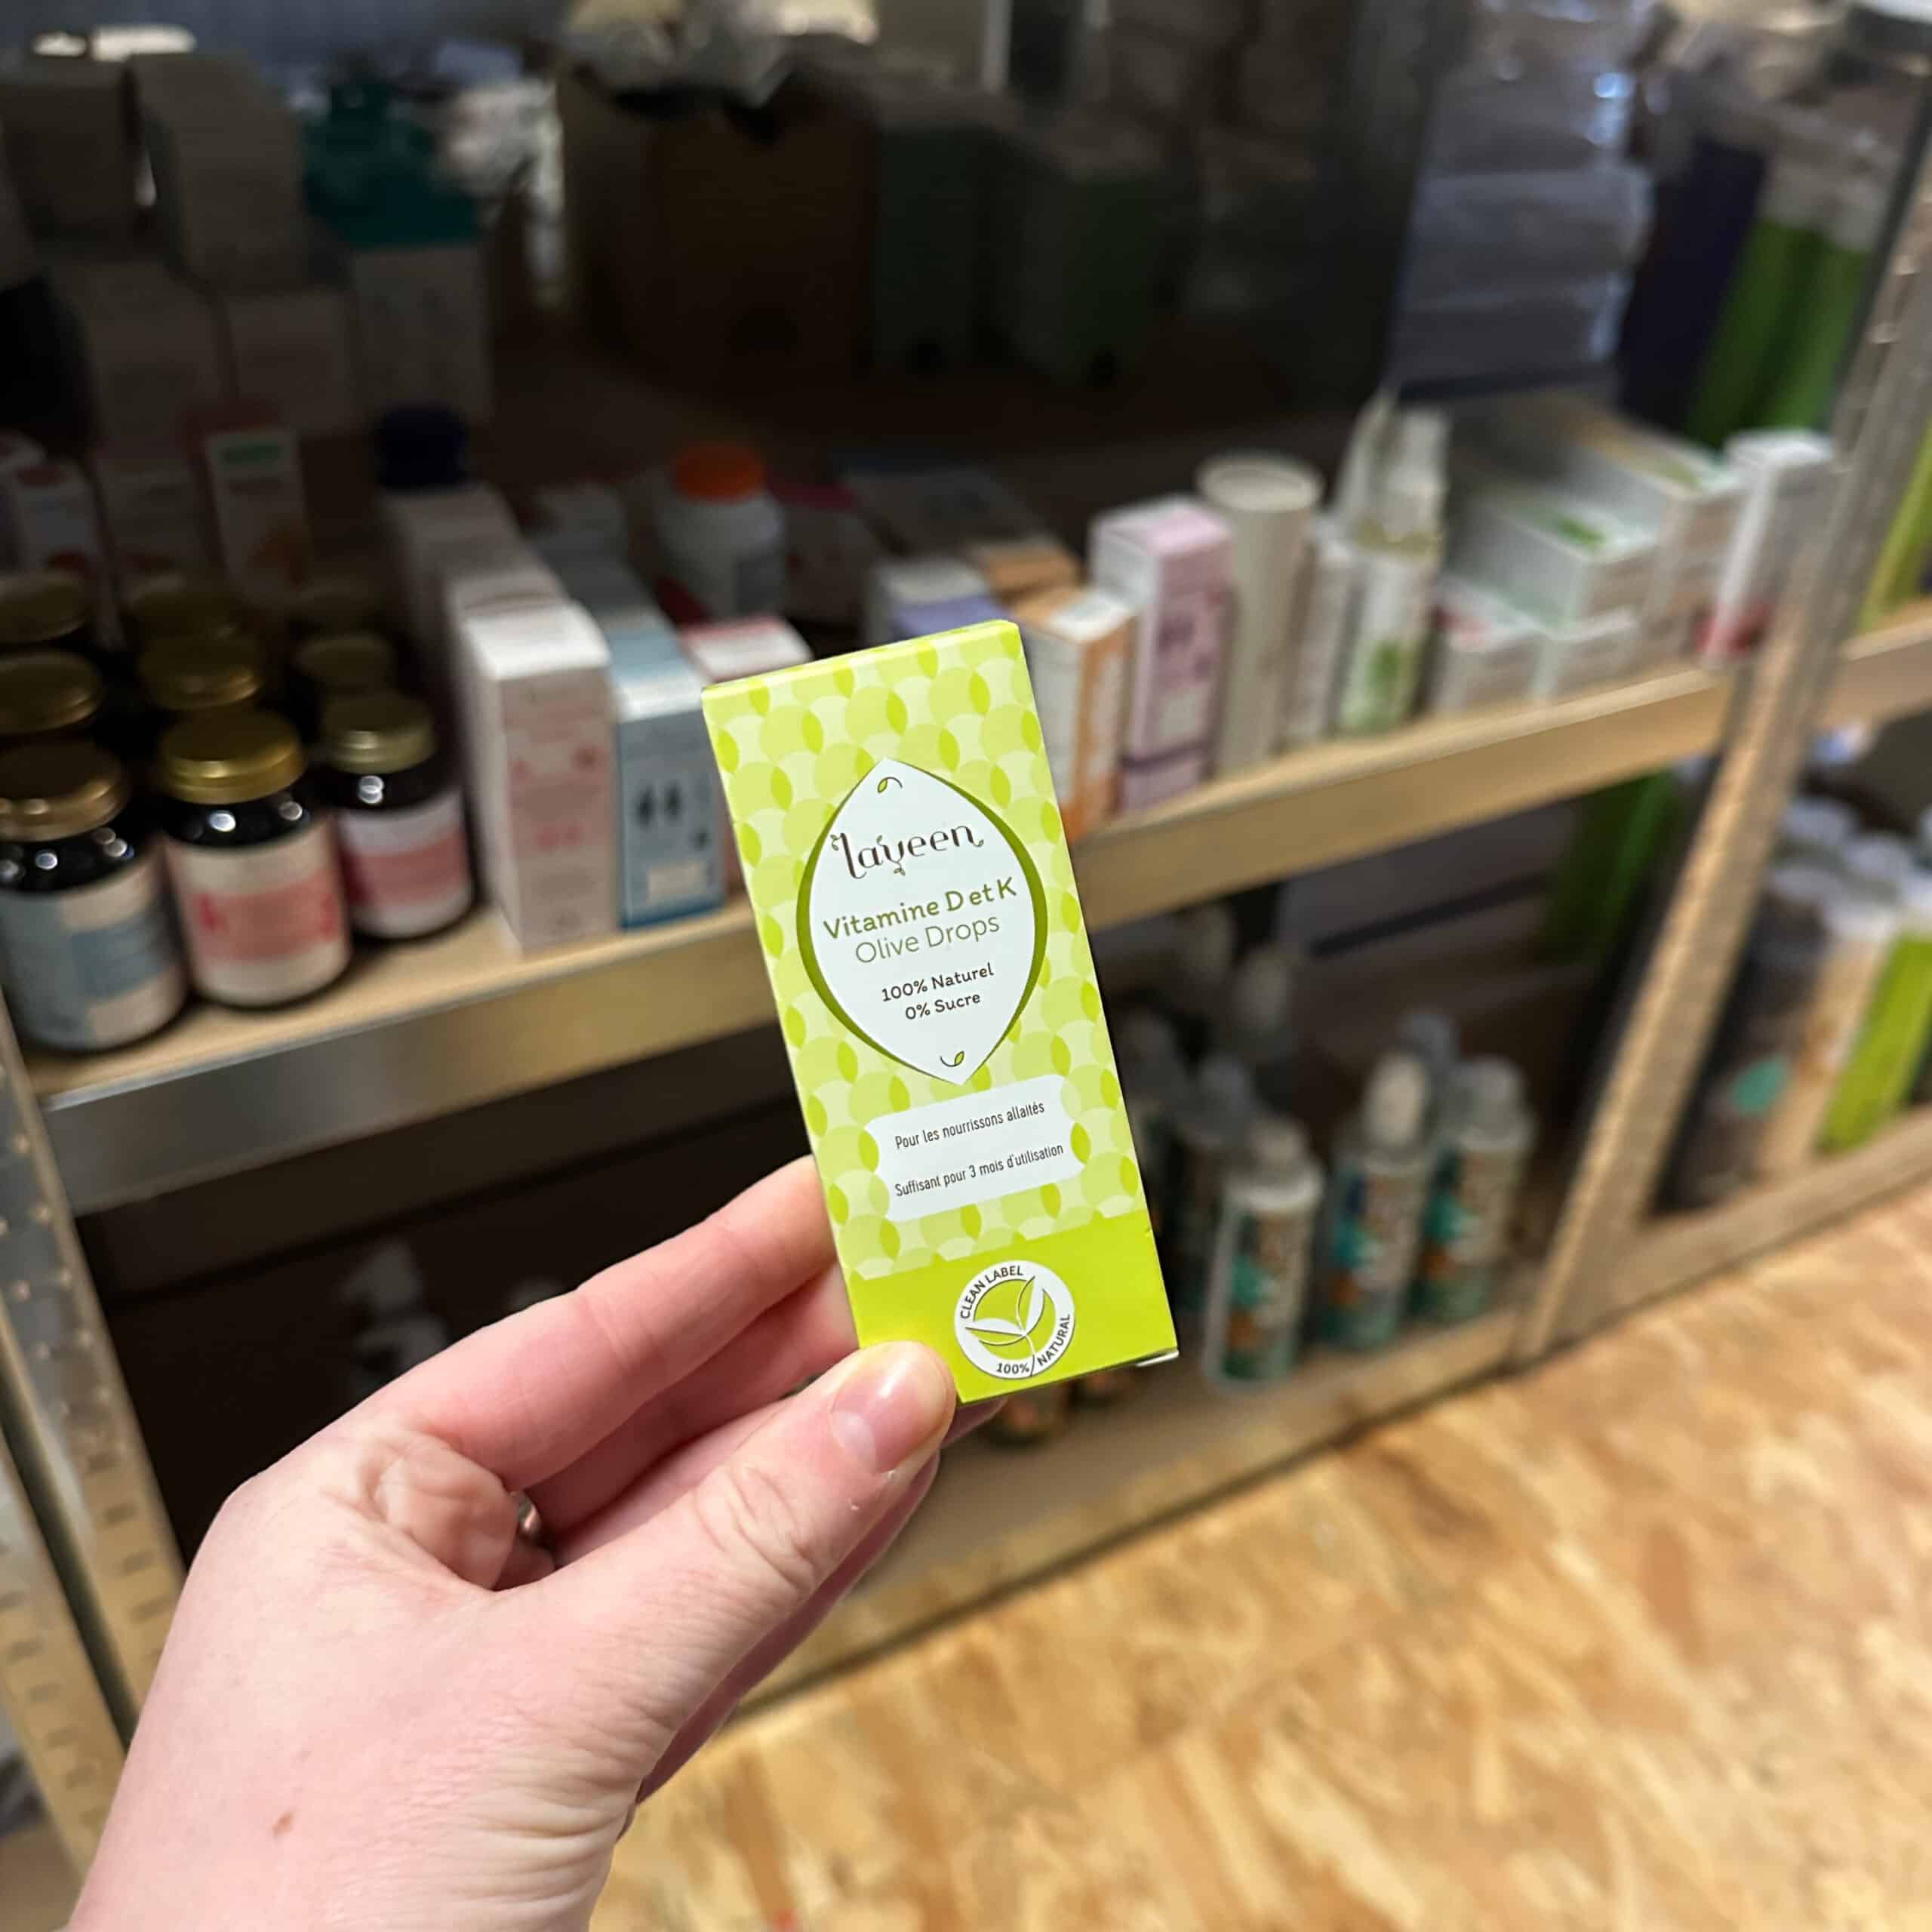 layeen
Vitamine D et K
Olive Drops
100% Naturel
0% Sucre
Pour les nourrissons allaités
Suffisant pour 3 mois d'utilisation
CLEAN LABEL
100% NATURAL